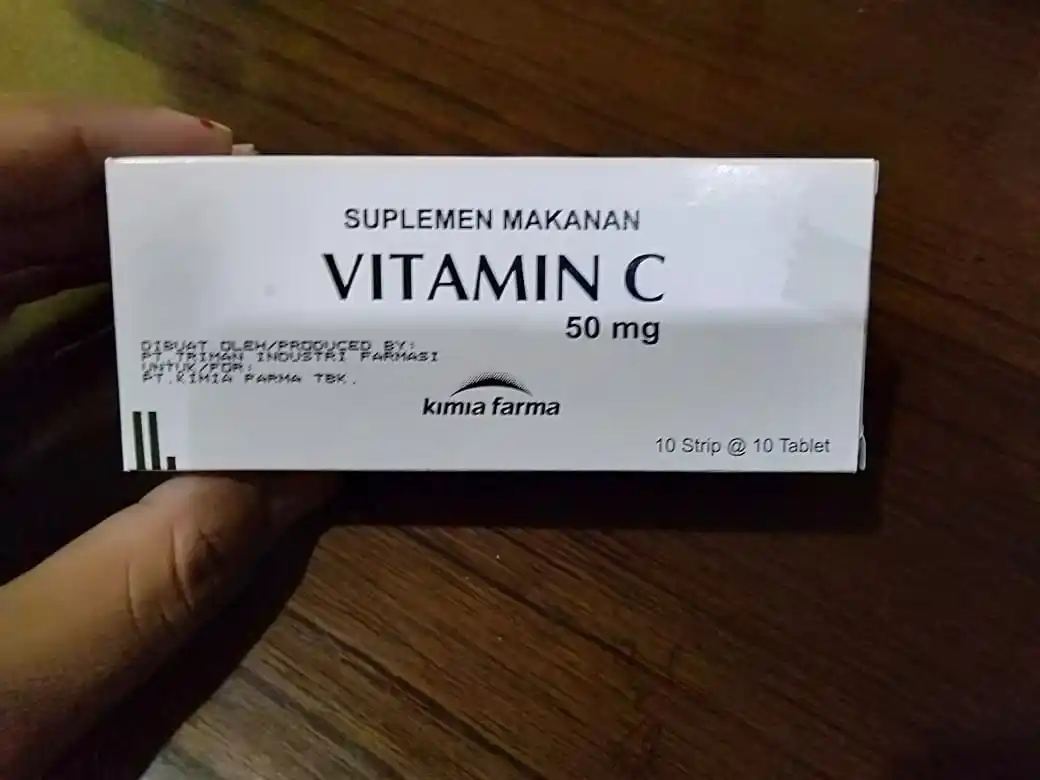 SUPLEMEN MAKANAN
VITAMIN C
50 mg
DIBUAT OLEH/PRODUCED BY:
PT.TRIMAN INDUSTRI FARMASI
UNTUK/FOR:
PT.KIMIA FARMA TBK.
kimia farma
10 Strip @ 10 Tablet